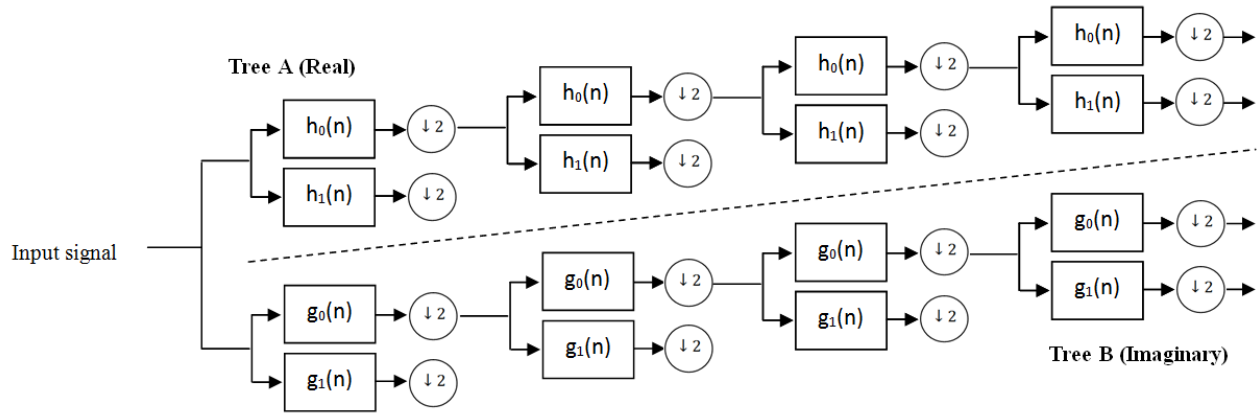 Tree A (Real)
h₀(n) ↓2
h₁(n) ↓2
h₀(n) ↓2
h₁(n) ↓2
h₀(n) ↓2
h₁(n) ↓2
h₀(n) ↓2
h₁(n) ↓2
Input signal
g₀(n) ↓2
g₁(n) ↓2
g₀(n) ↓2
g₁(n) ↓2
g₀(n) ↓2
g₁(n) ↓2
g₀(n) ↓2
g₁(n) ↓2
Tree B (Imaginary)